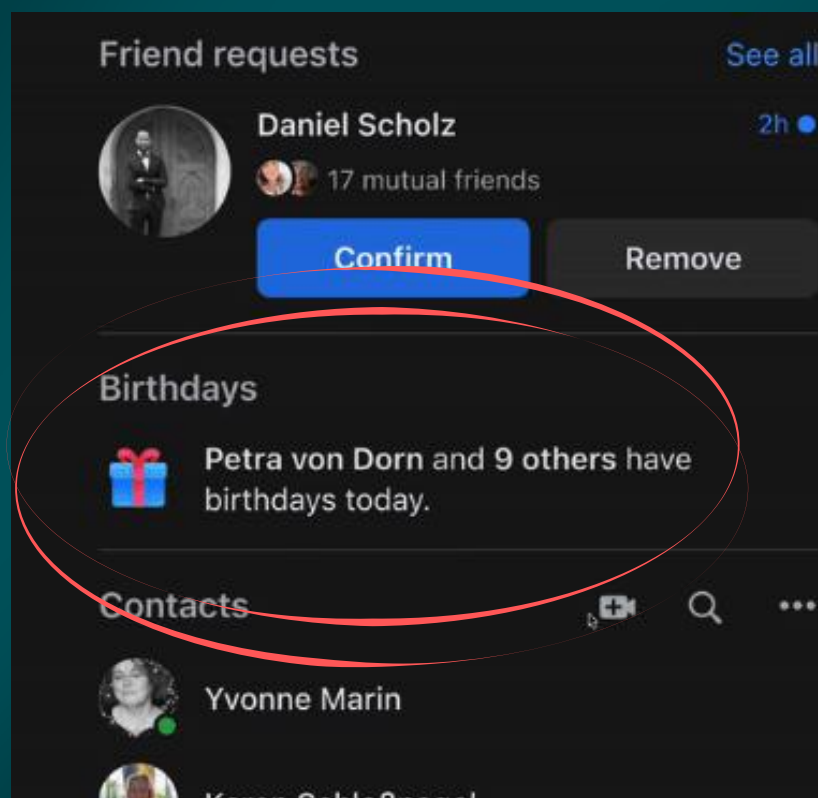 Friend requests
See all
Daniel Scholz
2h
17 mutual friends
Confirm
Remove
Birthdays
Petra von Dorn and 9 others have
birthdays today.
Contacts
Yvonne Marin